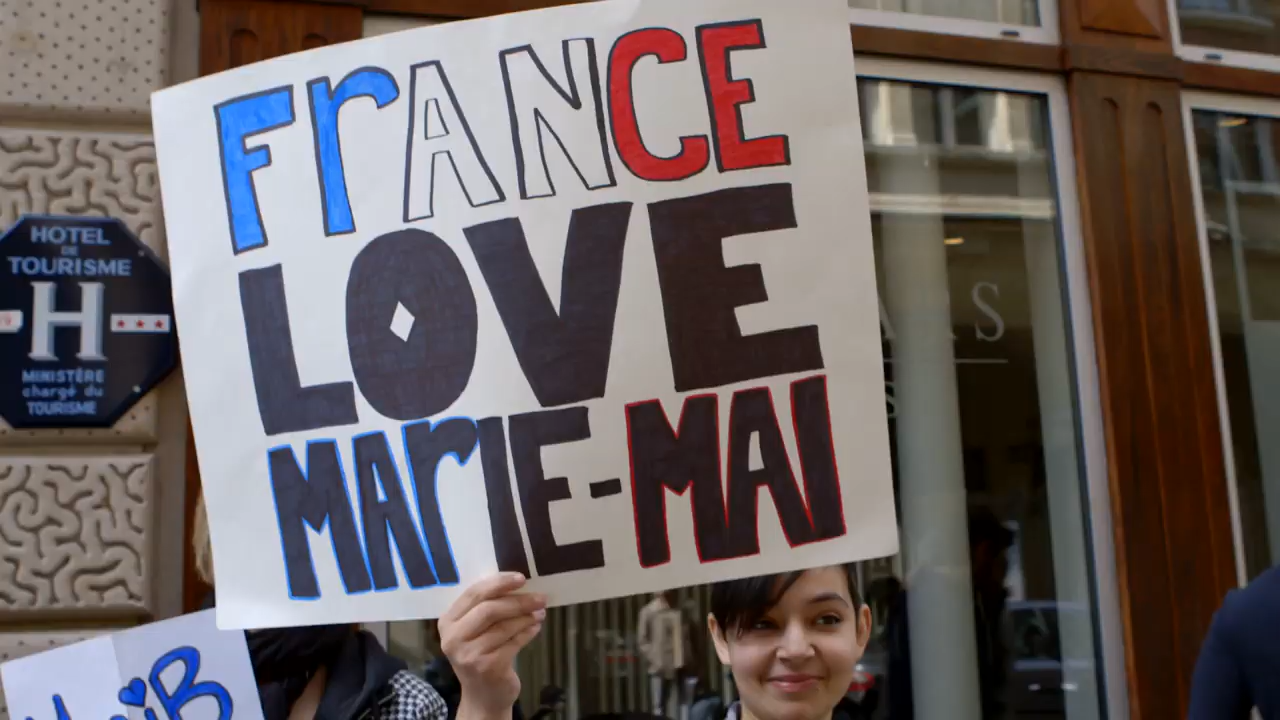 FrANCE
LOVE
MArIE-MAI
HOTEL
DE
TOURISME
H
MINISTÈRE
chargé du
TOURISME